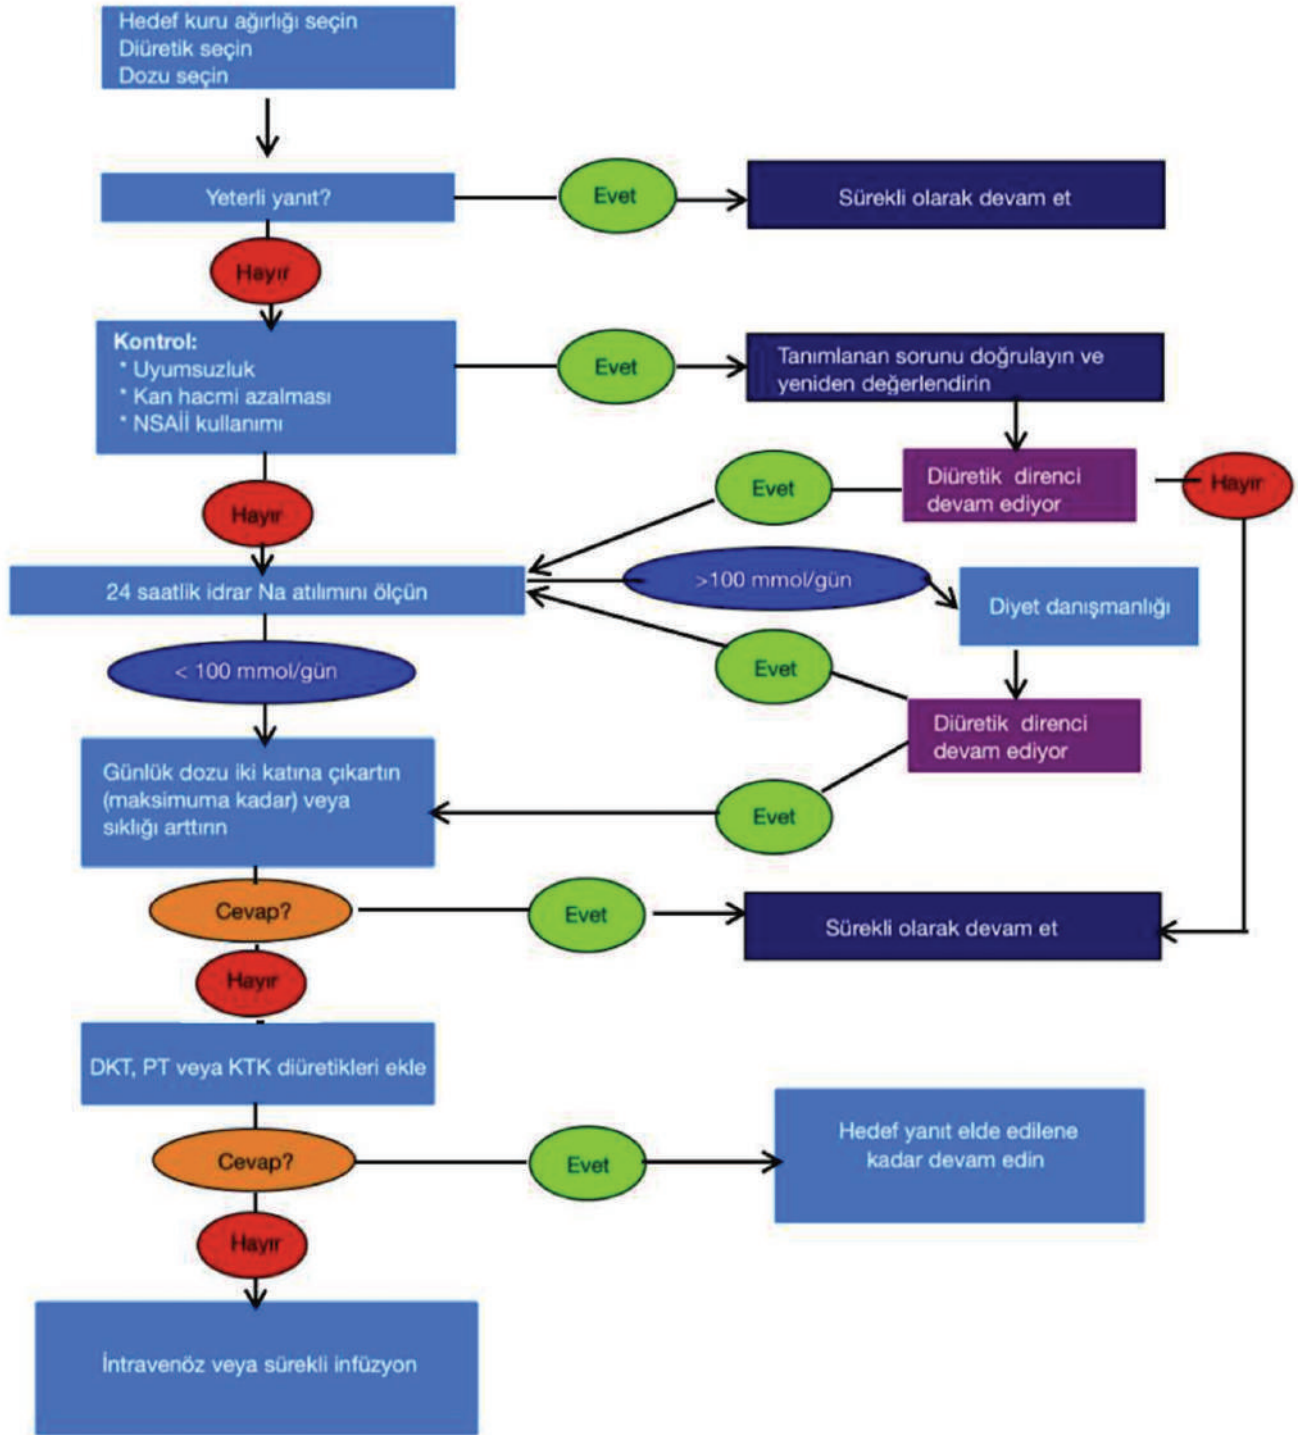 Hedef kuru ağırlığı seçin
Diüretik seçin
Dozu seçin
Yeterli yanıt?
Evet
Sürekli olarak devam et
Hayır
Kontrol:
* Uyumsuzluk
* Kan hacmi azalması
* NSAİİ kullanımı
Evet
Tanımlanan sorunu doğrulayın ve
yeniden değerlendirin
Hayır
Evet
Diüretik direnci
devam ediyor
Hayır
24 saatlik idrar Na atılımını ölçün
>100 mmol/gün
Diyet danışmanlığı
< 100 mmol/gün
Evet
Diüretik direnci
devam ediyor
Günlük dozu iki katına çıkartın
(maksimuma kadar) veya
sıklığı arttırın
Evet
Cevap?
Evet
Sürekli olarak devam et
Hayır
DKT, PT veya KTK diüretikleri ekle
Cevap?
Evet
Hedef yanıt elde edilene
kadar devam edin
Hayır
İntravenöz veya sürekli infüzyon